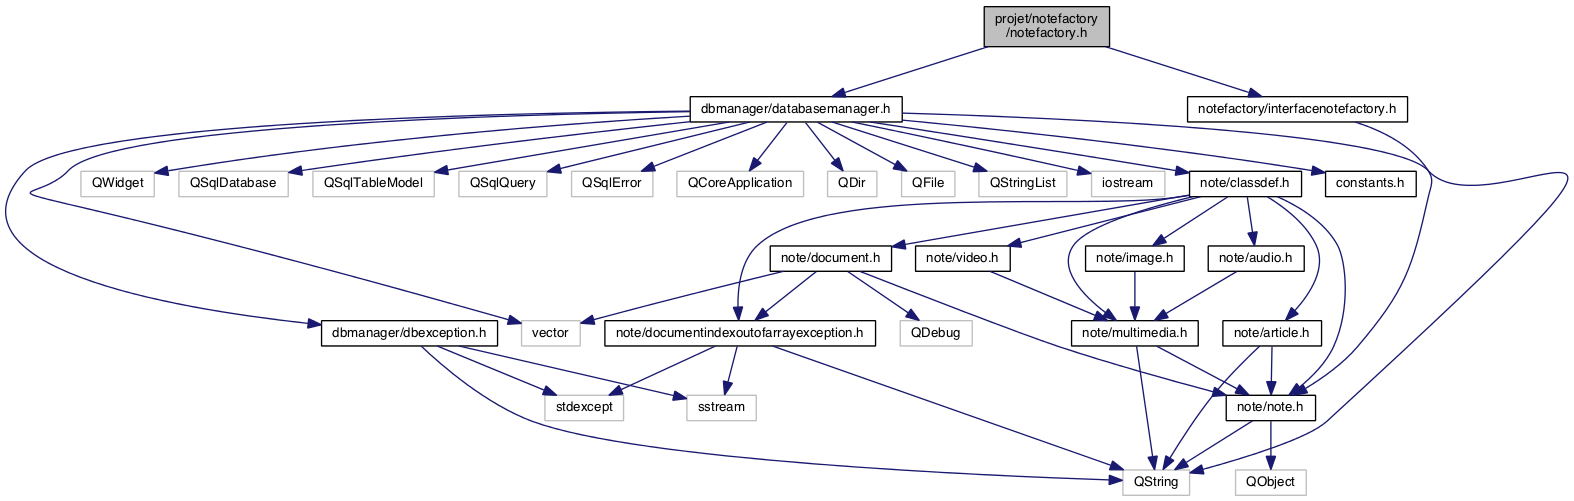 projet/notefactory
/notefactory.h
dbmanager/databasemanager.h
notefactory/interfacenotefactory.h
QWidget
QSqlDatabase
QSqlTableModel
QSqlQuery
QSqlError
QCoreApplication
QDir
QFile
QStringList
iostream
note/classdef.h
constants.h
note/document.h
note/video.h
note/image.h
note/audio.h
dbmanager/dbexception.h
vector
note/documentindexoutofarrayexception.h
QDebug
note/multimedia.h
note/article.h
stdexcept
sstream
note/note.h
QString
QObject